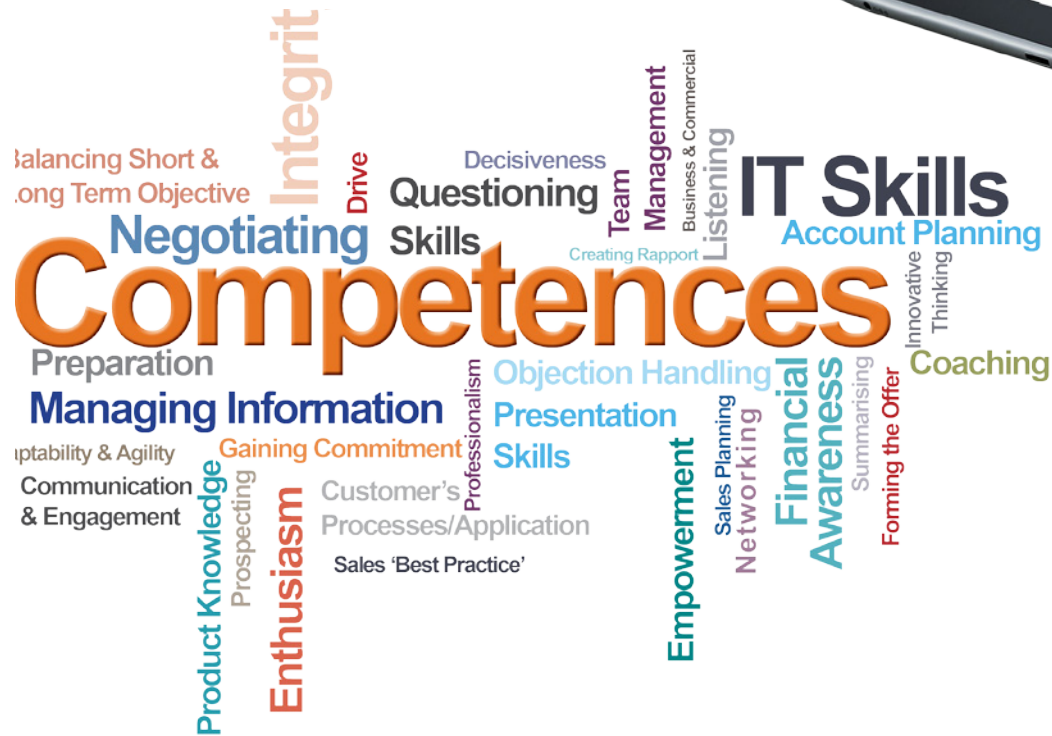 Integrit
Balancing Short &
Long Term Objective
Drive
Decisiveness
Questioning
Skills
Team
Management
Business & Commercial
Listening
IT Skills
Account Planning
Negotiating
Creating Rapport
Competences
Innovative
Thinking
Preparation
Managing Information
Objection Handling
Presentation
Skills
Professionalism
Coaching
ptability & Agility
Gaining Commitment
Communication
& Engagement
Product Knowledge
Prospecting
Enthusiasm
Customer's
Processes/Application
Sales ‘Best Practice’
Empowerment
Sales Planning
Networking
Financial
Awareness
Summarising
Forming the Offer